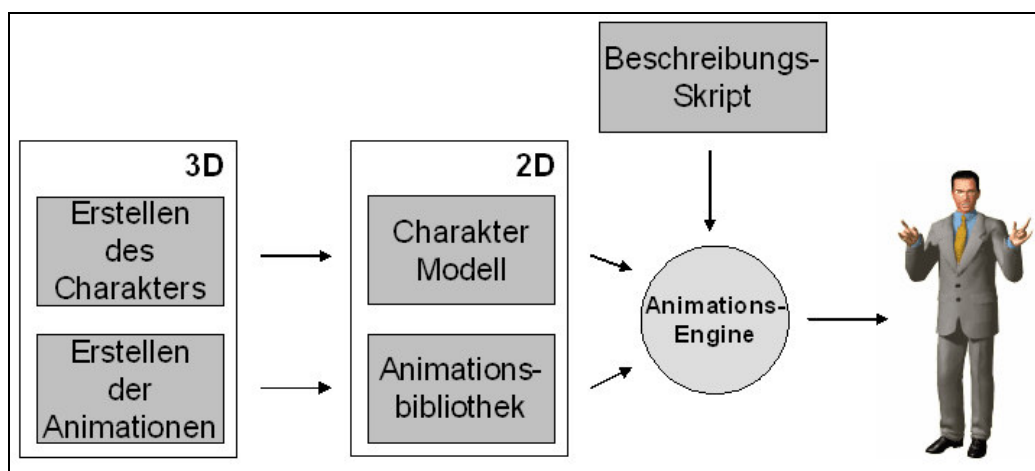 Beschreibungs-
Skript
3D
Erstellen
des
Charakters
Erstellen
der
Animationen
2D
Charakter
Modell
Animations-
bibliothek
Animations-
Engine